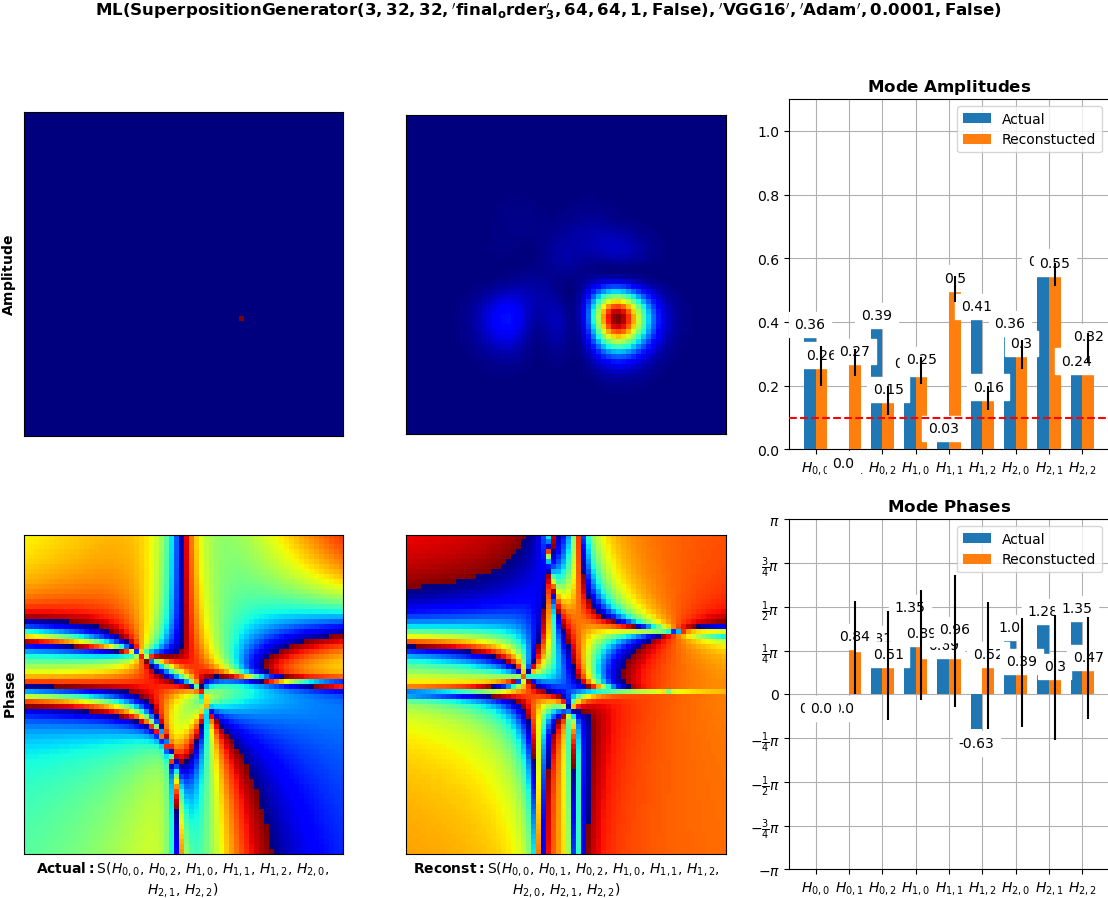 ML(SuperpositionGenerator(3, 32, 32, ′final_order′_3, 64, 64, 1, False), ′VGG16′, ′Adam′, 0.0001, False)
Amplitude
Mode Amplitudes
Actual
Reconstucted
1.0
0.8
0.6
0.4
0.2
0.0
0.36
0.26
0.27
0.39
0.15
0.25
0.03
0.5
0.41
0.16
0.36
0.3
0.55
0.24
0.32
0.0
H0,2 H1,0 H1,1 H1,2 H2,0 H2,1 H2,2
Phase
Mode Phases
Actual
Reconstucted
π
3/4π
1/2π
1/4π
0
−1/4π
−1/2π
−3/4π
−π
0.0
0.84
0.51
1.35
0.96
-0.63
0.52
0.39
1.28
0.3
1.35
0.47
H0,0 H0,1 H0,2 H1,0 H1,1 H1,2 H2,0 H2,1 H2,2
Actual: S(H0,0, H0,2, H1,0, H1,1, H1,2, H2,0,
H2,1, H2,2)
Reconst: S(H0,0, H0,1, H0,2, H1,0, H1,1, H1,2,
H2,0, H2,1, H2,2)